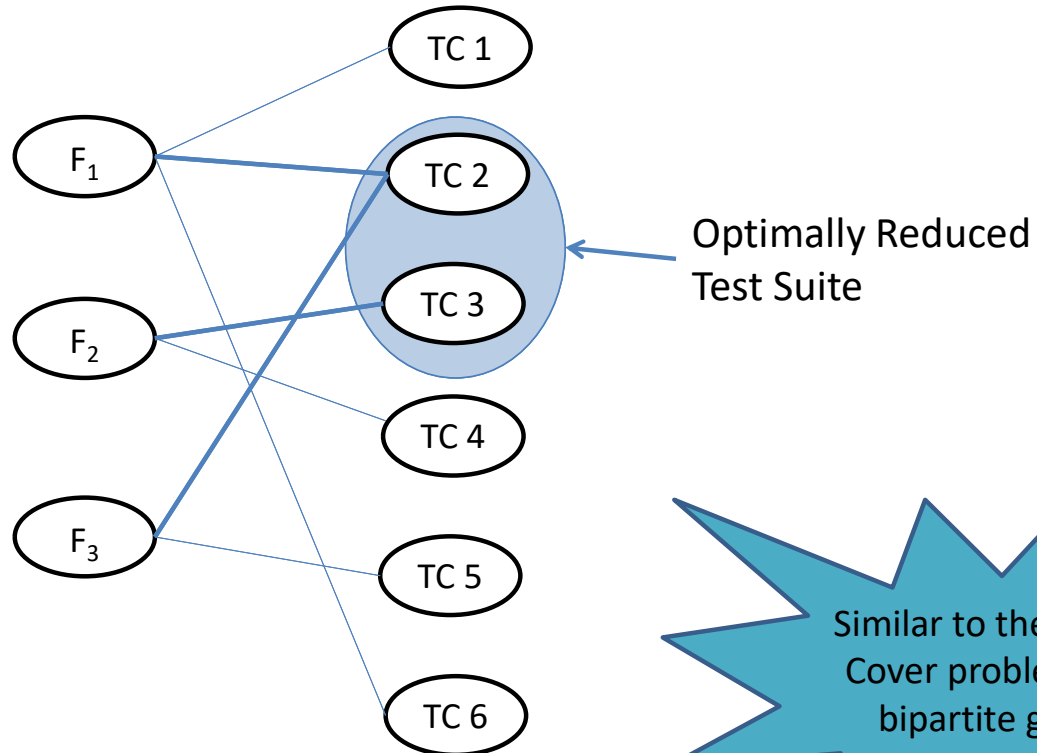 TC 1
F₁
TC 2
Optimally Reduced
Test Suite
TC 3
F₂
TC 4
F₃
TC 5
Similar to the
Cover
bipartite
TC 6